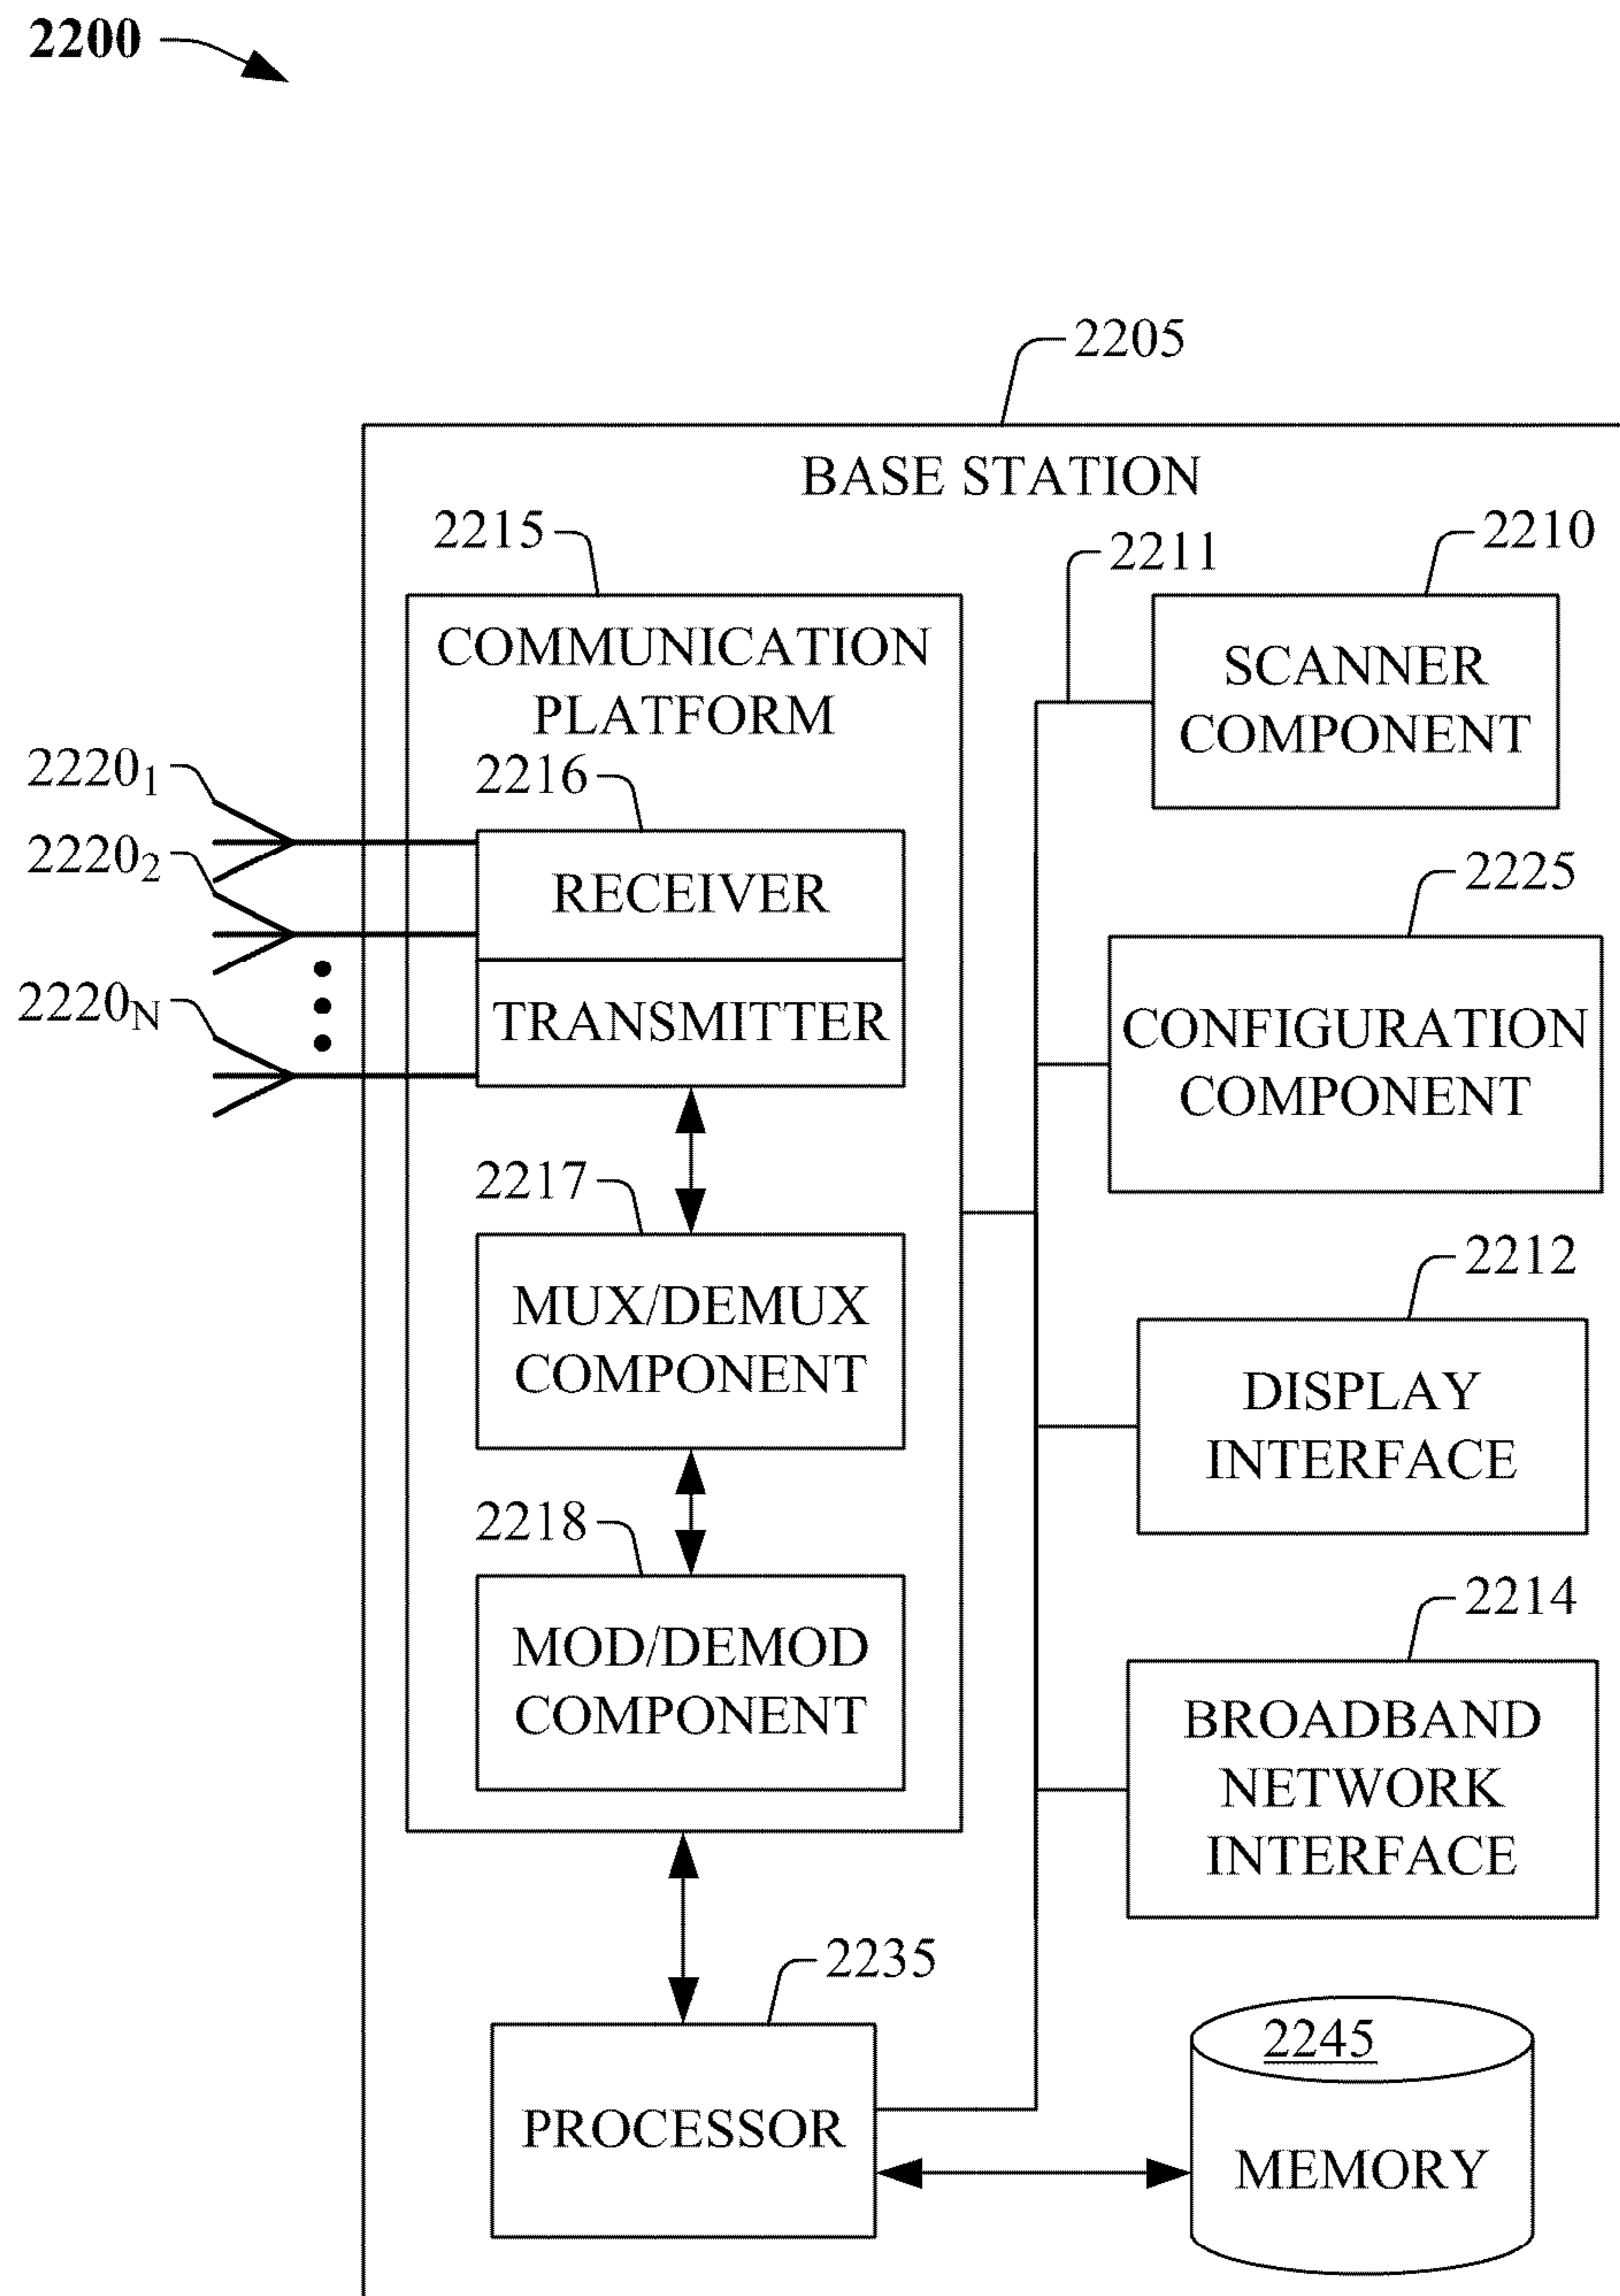 2200
2205
BASE STATION
2215
2211
2210
COMMUNICATION
PLATFORM
SCANNER
COMPONENT
2220₁
2216
2220₂
RECEIVER
2225
2220N
TRANSMITTER
CONFIGURATION
COMPONENT
2217
MUX/DEMUX
COMPONENT
2212
DISPLAY
INTERFACE
2218
MOD/DEMOD
COMPONENT
2214
BROADBAND
NETWORK
INTERFACE
2235
PROCESSOR
2245
MEMORY